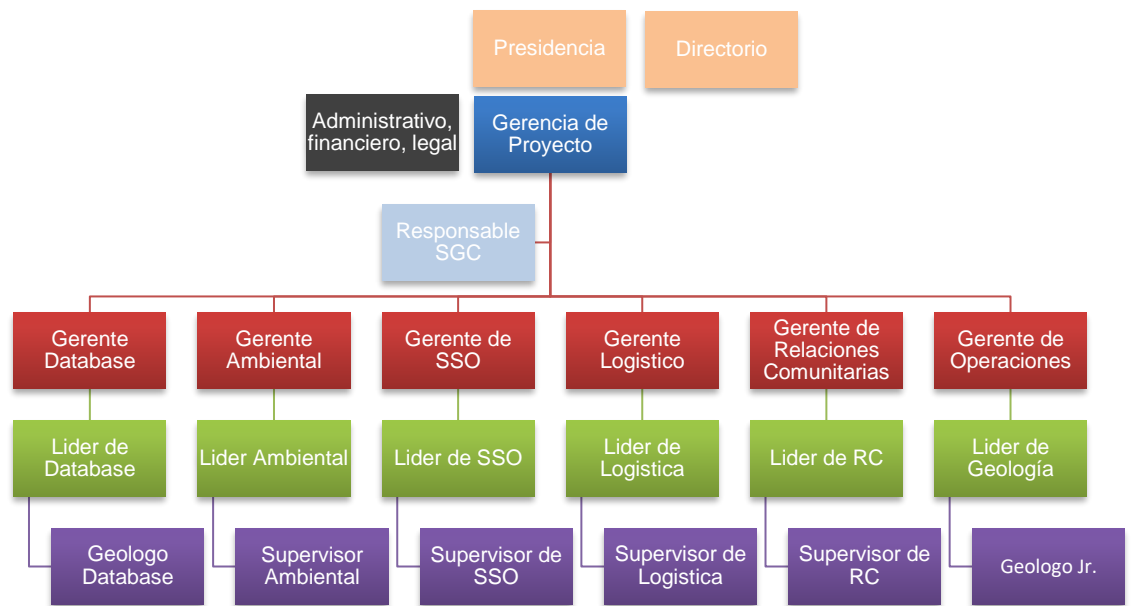 Presidencia
Directorio
Administrativo,
financiero, legal
Gerencia de
Proyecto
Responsable
SGC
Gerente
Database
Gerente
Ambiental
Gerente de
SSO
Gerente
Logistico
Gerente de
Relaciones
Comunitarias
Gerente de
Operaciones
Lider de
Database
Lider Ambiental
Lider de SSO
Lider de
Logistica
Lider de RC
Lider de
Geología
Geologo
Database
Supervisor
Ambiental
Supervisor de
SSO
Supervisor de
Logistica
Supervisor de
RC
Geologo Jr.